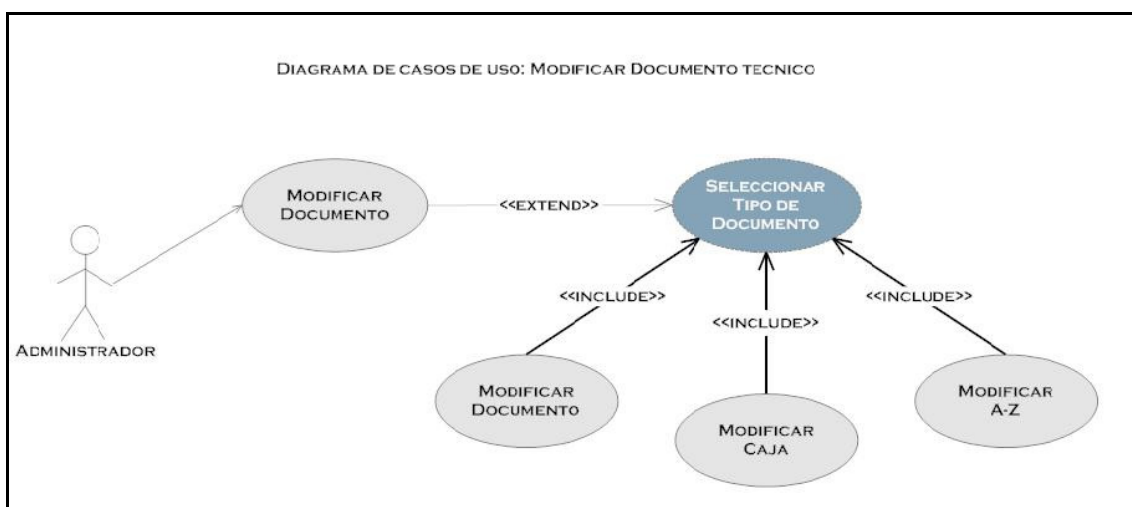 DIAGRAMA DE CASOS DE USO: MODIFICAR DOCUMENTO TECNICO
MODIFICAR
DOCUMENTO
<<EXTEND>>
SELECCIONAR
TIPO DE
DOCUMENTO
<<INCLUDE>>
<<INCLUDE>>
<<INCLUDE>>
ADMINISTRADOR
MODIFICAR
DOCUMENTO
MODIFICAR
CAJA
MODIFICAR
A-Z